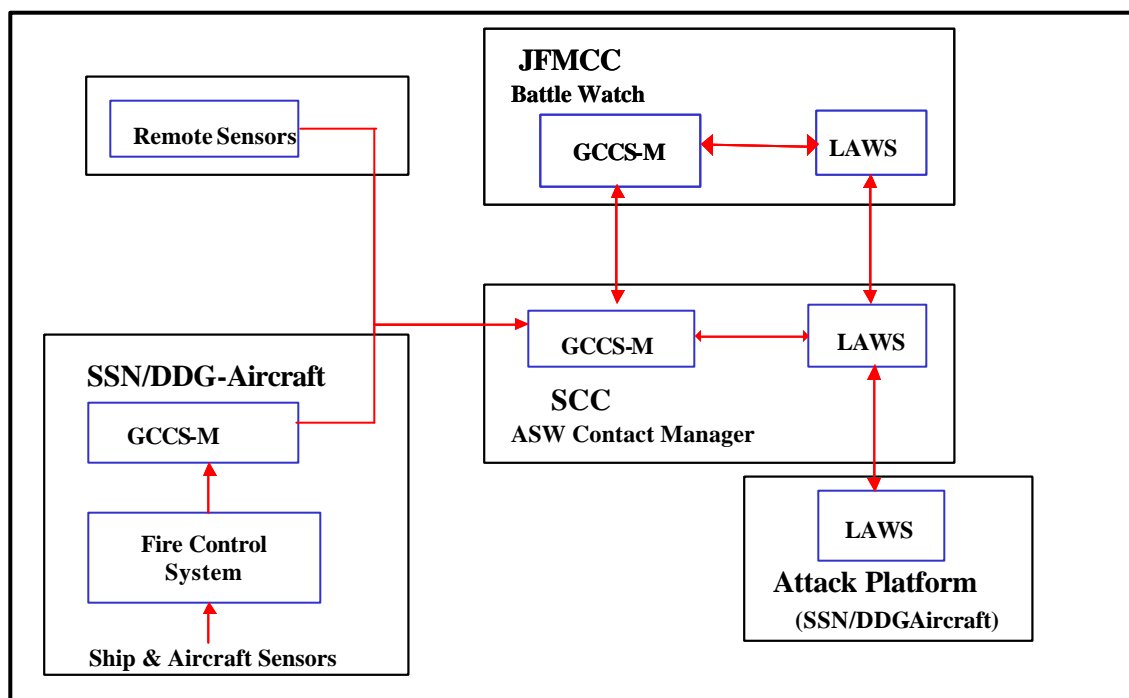 JFMCC
Battle Watch
GCCS-M
LAWS
Remote Sensors
GCCS-M
LAWS
SCC
ASW Contact Manager
SSN/DDG-Aircraft
GCCS-M
Fire Control
System
Ship & Aircraft Sensors
LAWS
Attack Platform
(SSN/DDGAircraft)